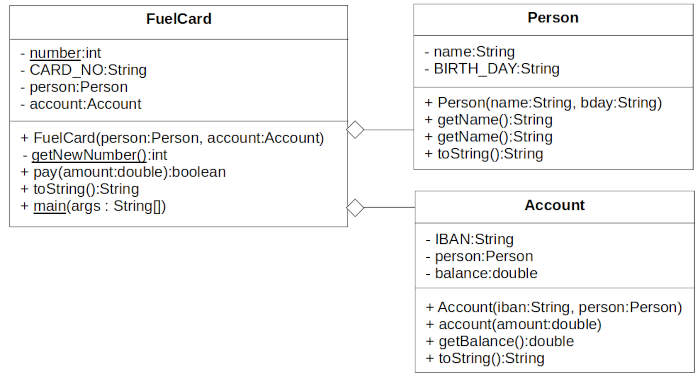 FuelCard
- number:int
- CARD_NO:String
- person:Person
- account:Account
+ FuelCard(person:Person, account:Account)
- getNewNumber():int
+ pay(amount:double):boolean
+ toString():String
+ main(args : String[])
Person
- name:String
- BIRTH_DAY:String
+ Person(name:String, bday:String)
+ getName():String
+ getName():String
+ toString():String
Account
- IBAN:String
- person:Person
- balance:double
+ Account(iban:String, person:Person)
+ account(amount:double)
+ getBalance():double
+ toString():String